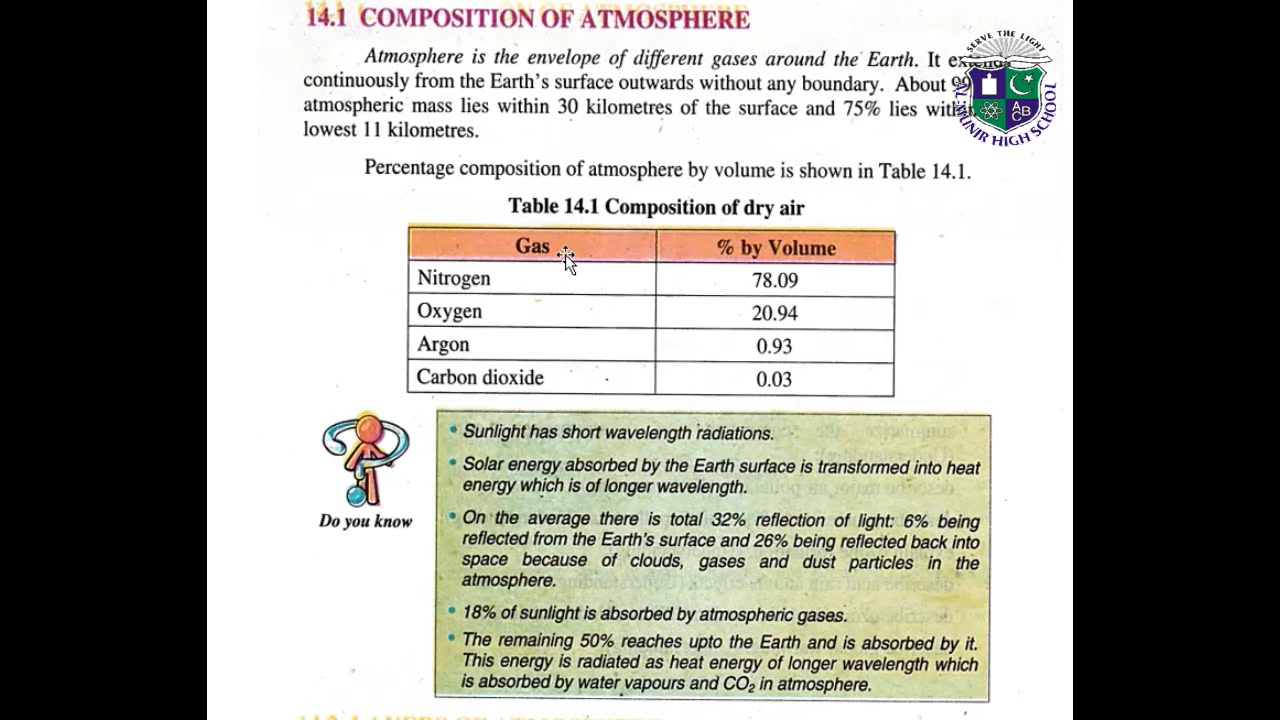 14.1 COMPOSITION OF ATMOSPHERE
Atmosphere is the envelope of different gases around the Earth. It extends
continuously from the Earth's surface outwards without any boundary. About
atmospheric mass lies within 30 kilometres of the surface and 75% lies
lowest 11 kilometres.
SERVE THE LIGHT
A B C
AL MUNIR HIGH SCHOOL
Percentage composition of atmosphere by volume is shown in Table 14.1.
Table 14.1 Composition of dry air
Gas % by Volume
Nitrogen 78.09
Oxygen 20.94
Argon 0.93
Carbon dioxide 0.03
Do you know
• Sunlight has short wavelength radiations.
• Solar energy absorbed by the Earth surface is transformed into heat
energy which is of longer wavelength.
• On the average there is total 32% reflection of light: 6% being
reflected from the Earth's surface and 26% being reflected back into
space because of clouds, gases and dust particles in the
atmosphere.
• 18% of sunlight is absorbed by atmospheric gases.
• The remaining 50% reaches upto the Earth and is absorbed by it.
This energy is radiated as heat energy of longer wavelength which
is absorbed by water vapours and CO₂ in atmosphere.